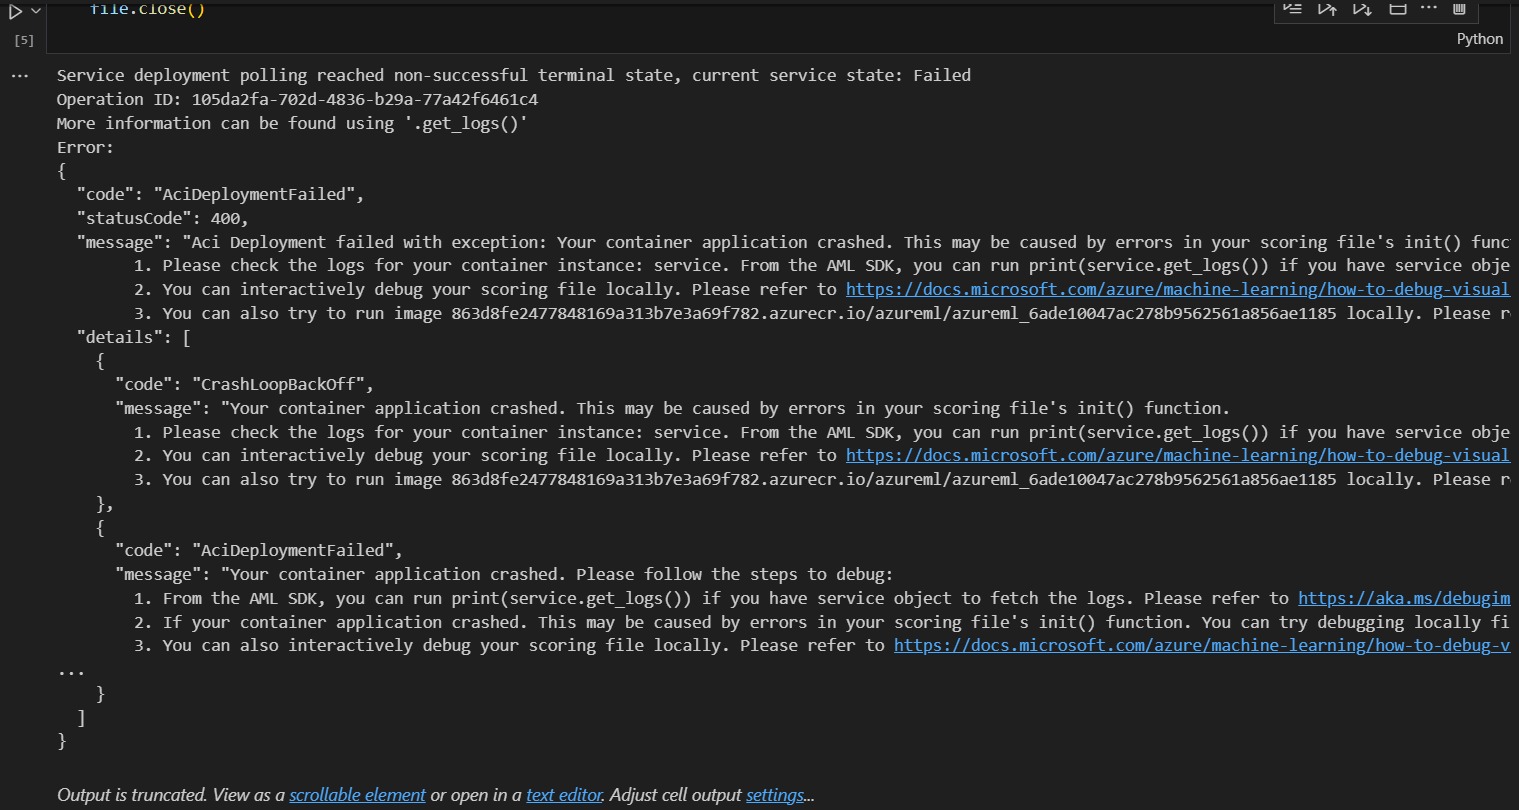 file.close()
[5]
Python
... Service deployment polling reached non-successful terminal state, current service state: Failed
Operation ID: 105da2fa-702d-4836-b29a-77a42f6461c4
More information can be found using '.get_logs()'
Error:
{
"code": "AciDeploymentFailed",
"statusCode": 400,
"message": "Aci Deployment failed with exception: Your container application crashed. This may be caused by errors in your scoring file's init() func
1. Please check the logs for your container instance: service. From the AML SDK, you can run print(service.get_logs()) if you have service obje
2. You can interactively debug your scoring file locally. Please refer to https://docs.microsoft.com/azure/machine-learning/how-to-debug-visual
3. You can also try to run image 863d8fe2477848169a313b7e3a69f782.azurecr.io/azureml/azureml_6ade10047ac278b9562561a856ae1185 locally. Please r
"details": [
{
"code": "CrashLoopBackOff",
"message": "Your container application crashed. This may be caused by errors in your scoring file's init() function.
1. Please check the logs for your container instance: service. From the AML SDK, you can run print(service.get_logs()) if you have service obje
2. You can interactively debug your scoring file locally. Please refer to https://docs.microsoft.com/azure/machine-learning/how-to-debug-visual
3. You can also try to run image 863d8fe2477848169a313b7e3a69f782.azurecr.io/azureml/azureml_6ade10047ac278b9562561a856ae1185 locally. Please r
},
{
"code": "AciDeploymentFailed",
"message": "Your container application crashed. Please follow the steps to debug:
1. From the AML SDK, you can run print(service.get_logs()) if you have service object to fetch the logs. Please refer to https://aka.ms/debugim
2. If your container application crashed. This may be caused by errors in your scoring file's init() function. You can try debugging locally fi
3. You can also interactively debug your scoring file locally. Please refer to https://docs.microsoft.com/azure/machine-learning/how-to-debug-v
...
}
]
}
Output is truncated. View as a scrollable element or open in a text editor. Adjust cell output settings...